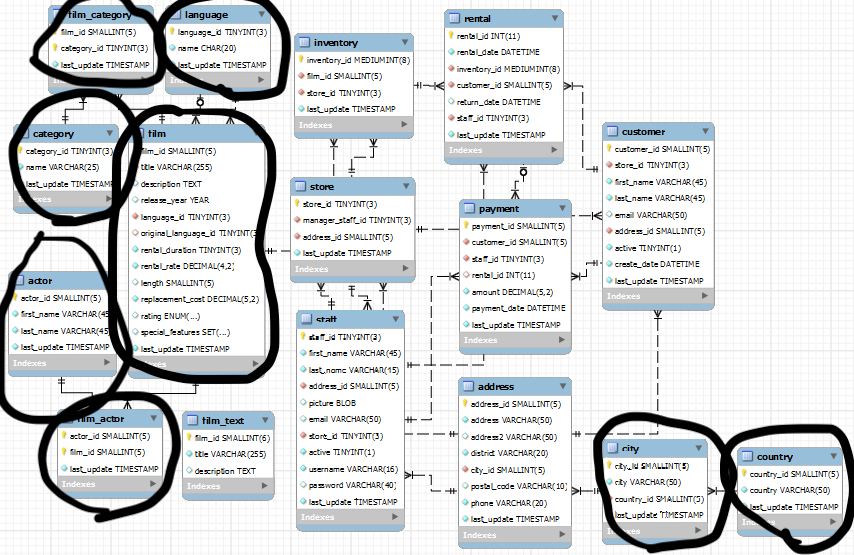 film_category
film_id SMALLINT(5)
category_id TINYINT(3)
last_update TIMESTAMP
language
language_id TINYINT(3)
name CHAR(20)
last_update TIMESTAMP
inventory
inventory_id MEDIUMINT(8)
film_id SMALLINT(5)
store_id TINYINT(3)
last_update TIMESTAMP
Indexes
rental
rental_id INT(11)
rental_date DATETIME
inventory_id MEDIUMINT(8)
customer_id SMALLINT(5)
return_date DATETIME
staff_id TINYINT(3)
last_update TIMESTAMP
Indexes
category
category_id TINYINT(3)
name VARCHAR(25)
last_update TIMESTAMP
Indexes
film
film_id SMALLINT(5)
title VARCHAR(255)
description TEXT
release_year YEAR
language_id TINYINT(3)
original_language_id TINYINT(3)
rental_duration TINYINT(3)
rental_rate DECIMAL(4,2)
length SMALLINT(5)
replacement_cost DECIMAL(5,2)
rating ENUM(...)
special_features SET(...)
last_update TIMESTAMP
Indexes
store
store_id TINYINT(3)
manager_staff_id TINYINT(3)
address_id SMALLINT(5)
last_update TIMESTAMP
Indexes
payment
payment_id SMALLINT(5)
customer_id SMALLINT(5)
staff_id TINYINT(3)
rental_id INT(11)
amount DECIMAL(5,2)
payment_date DATETIME
last_update TIMESTAMP
Indexes
customer
customer_id SMALLINT(5)
store_id TINYINT(3)
first_name VARCHAR(45)
last_name VARCHAR(45)
email VARCHAR(50)
address_id SMALLINT(5)
active TINYINT(1)
create_date DATETIME
last_update TIMESTAMP
Indexes
actor
actor_id SMALLINT(5)
first_name VARCHAR(45
last_name VARCHAR(45
last_update TIMESTAMP
Indexes
staff
staff_id TINYINT(3)
first_name VARCHAR(45)
last_name VARCHAR(45)
address_id SMALLINT(5)
picture BLOB
email VARCHAR(50)
store_id TINYINT(3)
active TINYINT(1)
username VARCHAR(16)
password VARCHAR(40)
last_update TIMESTAMP
Indexes
film_actor
actor_id SMALLINT(5)
film_id SMALLINT(5)
last_update TIMESTAMP
Indexes
film_text
film_id SMALLINT(6)
title VARCHAR(255)
description TEXT
Indexes
address
address_id SMALLINT(5)
address VARCHAR(50)
address2 VARCHAR(50)
district VARCHAR(20)
city_id SMALLINT(5)
postal_code VARCHAR(10)
phone VARCHAR(20)
last_update TIMESTAMP
Indexes
city
city_id SMALLINT(5)
city VARCHAR(50)
country_id SMALLINT(5)
last_update TIMESTAMP
Indexes
country
country_id SMALLINT(5)
country VARCHAR(50)
last_update TIMESTAMP
Indexes